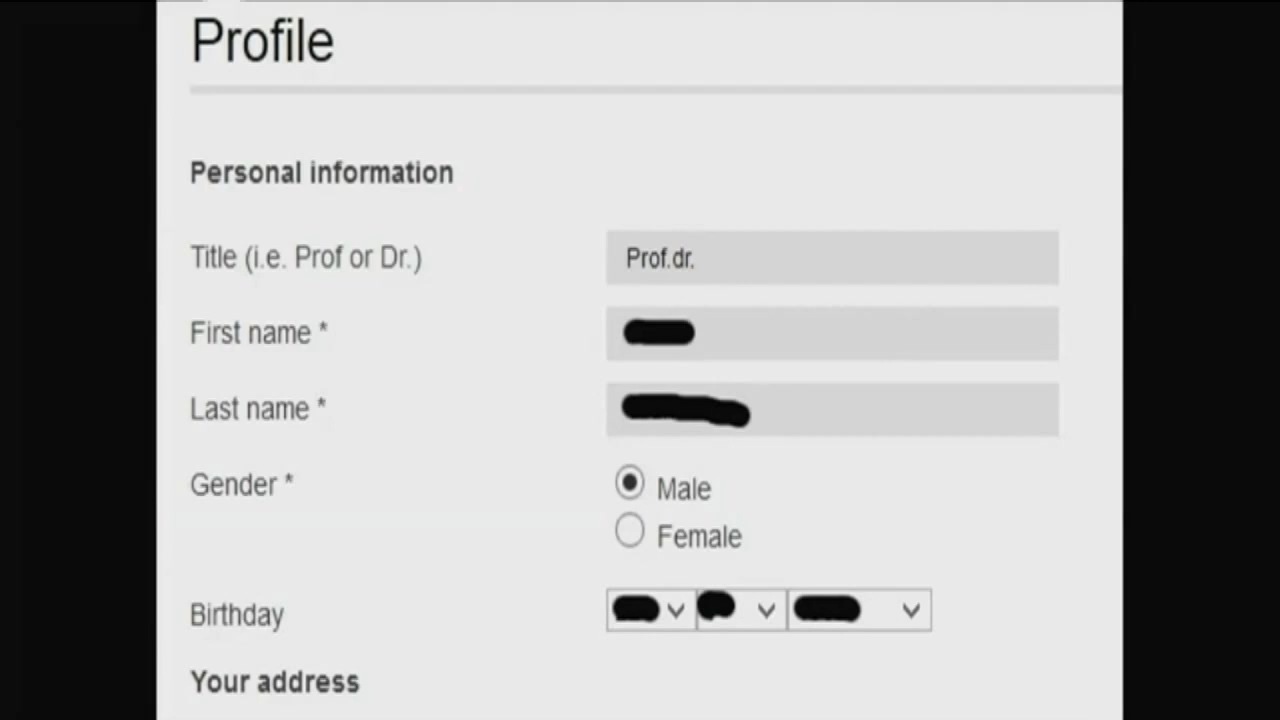 Profile
Personal information
Title (i.e. Prof or Dr.) Prof.dr.
First name *
Last name *
Gender * Male
Female
Birthday
Your address